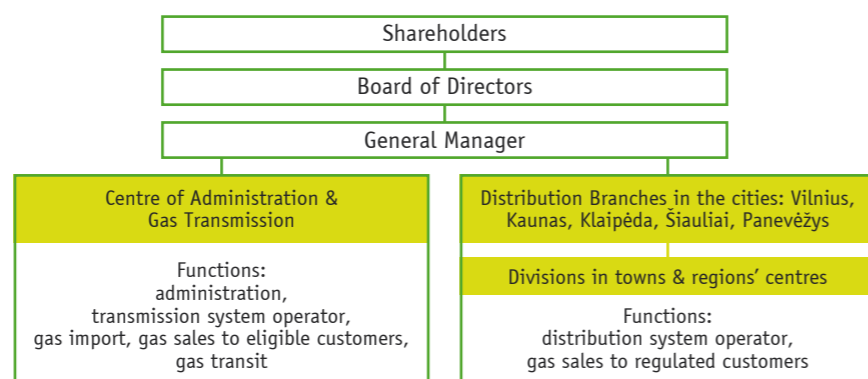 Shareholders
Board of Directors
General Manager
Centre of Administration &
Gas Transmission
Functions:
administration,
transmission system operator,
gas import, gas sales to eligible customers,
gas transit
Distribution Branches in the cities: Vilnius,
Kaunas, Klaipėda, Šiauliai, Panevėžys
Divisions in towns & regions’ centres
Functions:
distribution system operator,
gas sales to regulated customers